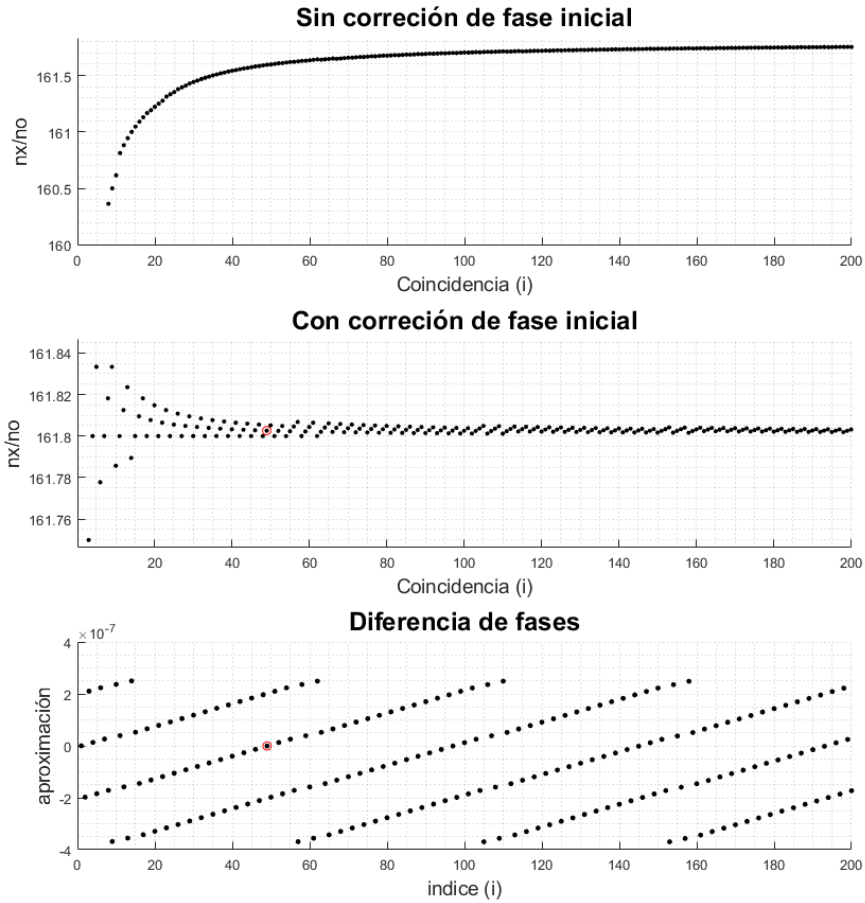 Sin correción de fase inicial
nx/no
161.5
161
160.5
160
0 20 40 60 80 100 120 140 160 180 200
Coincidencia (i)
Con correción de fase inicial
nx/no
161.84
161.82
161.8
161.78
161.76
20 40 60 80 100 120 140 160 180 200
Coincidencia (i)
Diferencia de fases
×10-7
aproximación
4
2
0
-2
-4
0 20 40 60 80 100 120 140 160 180 200
indice (i)